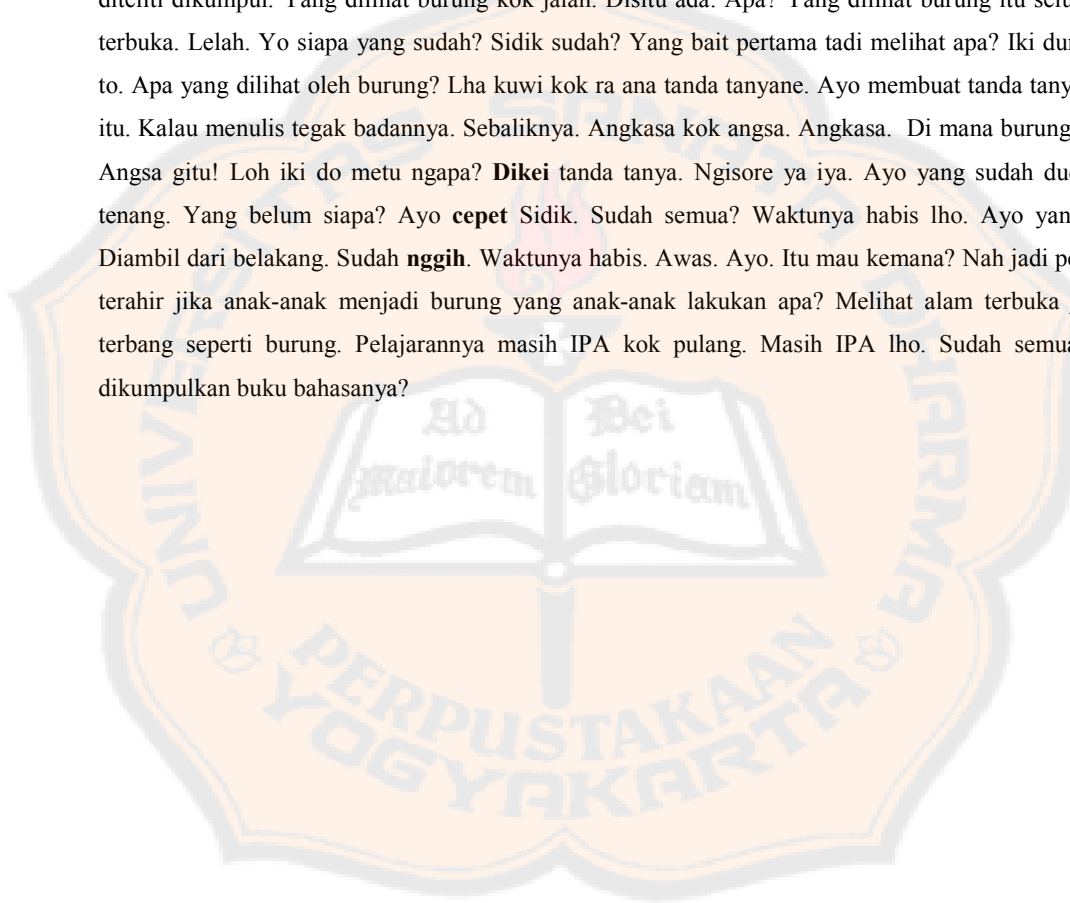 ditenti dikumpul. Yang dilihat burung kok jalan. Disitu ada. Apa? Yang dilihat burung itu
terbuka. Lelah. Yo siapa yang sudah? Sidik sudah? Yang bait pertama tadi melihat apa? Iki
to. Apa yang dilihat oleh burung? Lha kuwi kok ra ana tanda tanyane. Ayo membuat tanda
itu. Kalau menulis tegak badannya. Sebaliknya. Angkasa kok angsa. Angkasa. Di mana burung
Angsa gitu! Loh iki do metu ngapa? Dikei tanda tanya. Ngisore ya iya. Ayo yang sudah
tenang. Yang belum siapa? Ayo cepet Sidik. Sudah semua? Waktunya habis lho. Ayo
Diambil dari belakang. Sudah nggih. Waktunya habis. Awas. Ayo. Itu mau kemana? Nah jadi
terahir jika anak-anak menjadi burung yang anak-anak lakukan apa? Melihat alam terbuka
terbang seperti burung. Pelajarannya masih IPA kok pulang. Masih IPA lho. Sudah
dikumpulkan buku bahasanya?
UNIVERSITAS SANATA DHARMA
Ad Maiorem
Dei Gloriam
PERPUSTAKAAN
YOGYAKARTA